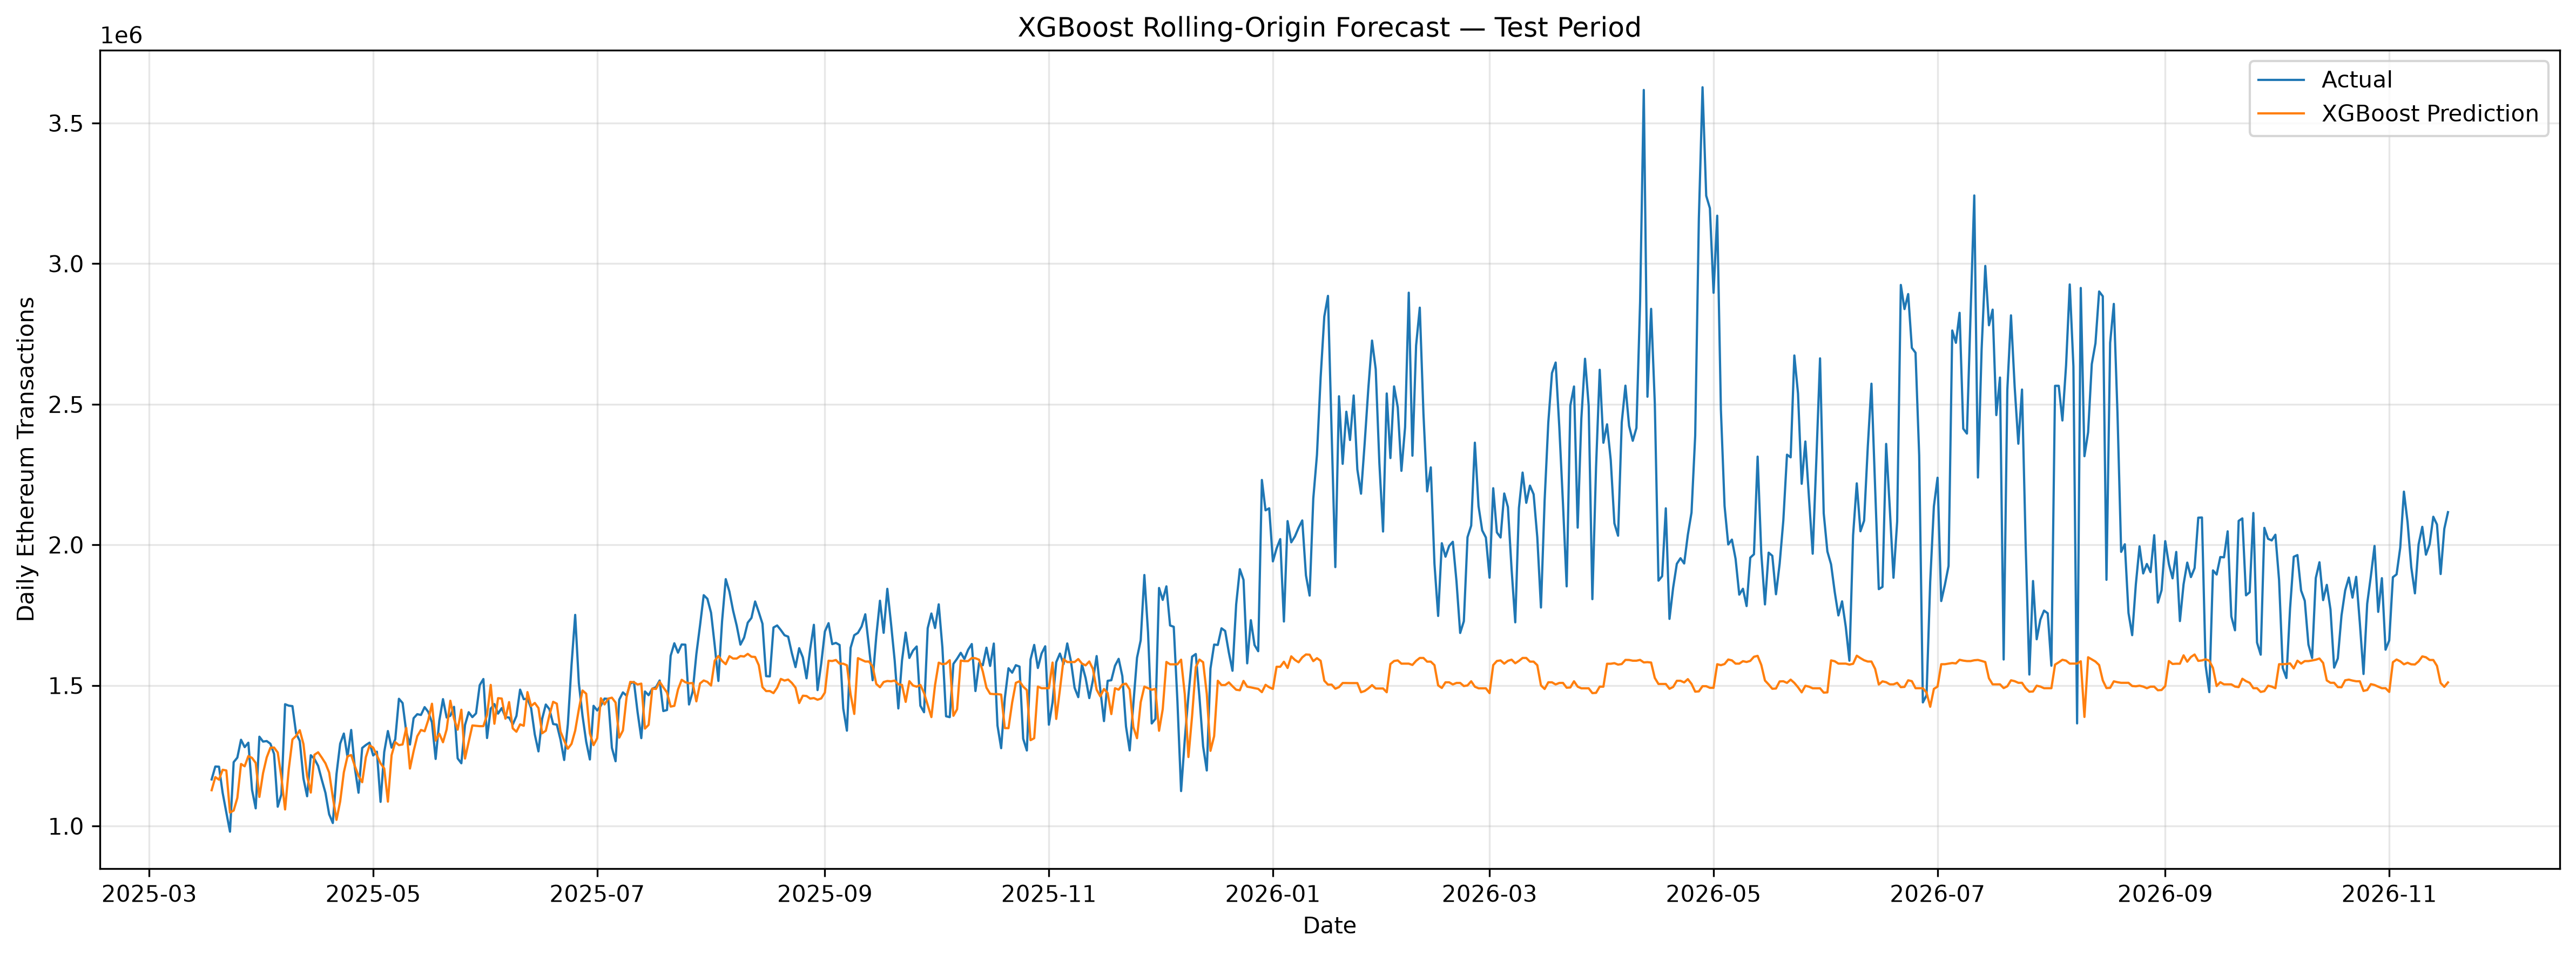 XGBoost Rolling-Origin Forecast — Test Period
1e6
Actual
XGBoost Prediction
3.5
3.0
2.5
2.0
1.5
1.0
Daily Ethereum Transactions
2025-03 2025-05 2025-07 2025-09 2025-11 2026-01 2026-03 2026-05 2026-07 2026-09 2026-11
Date